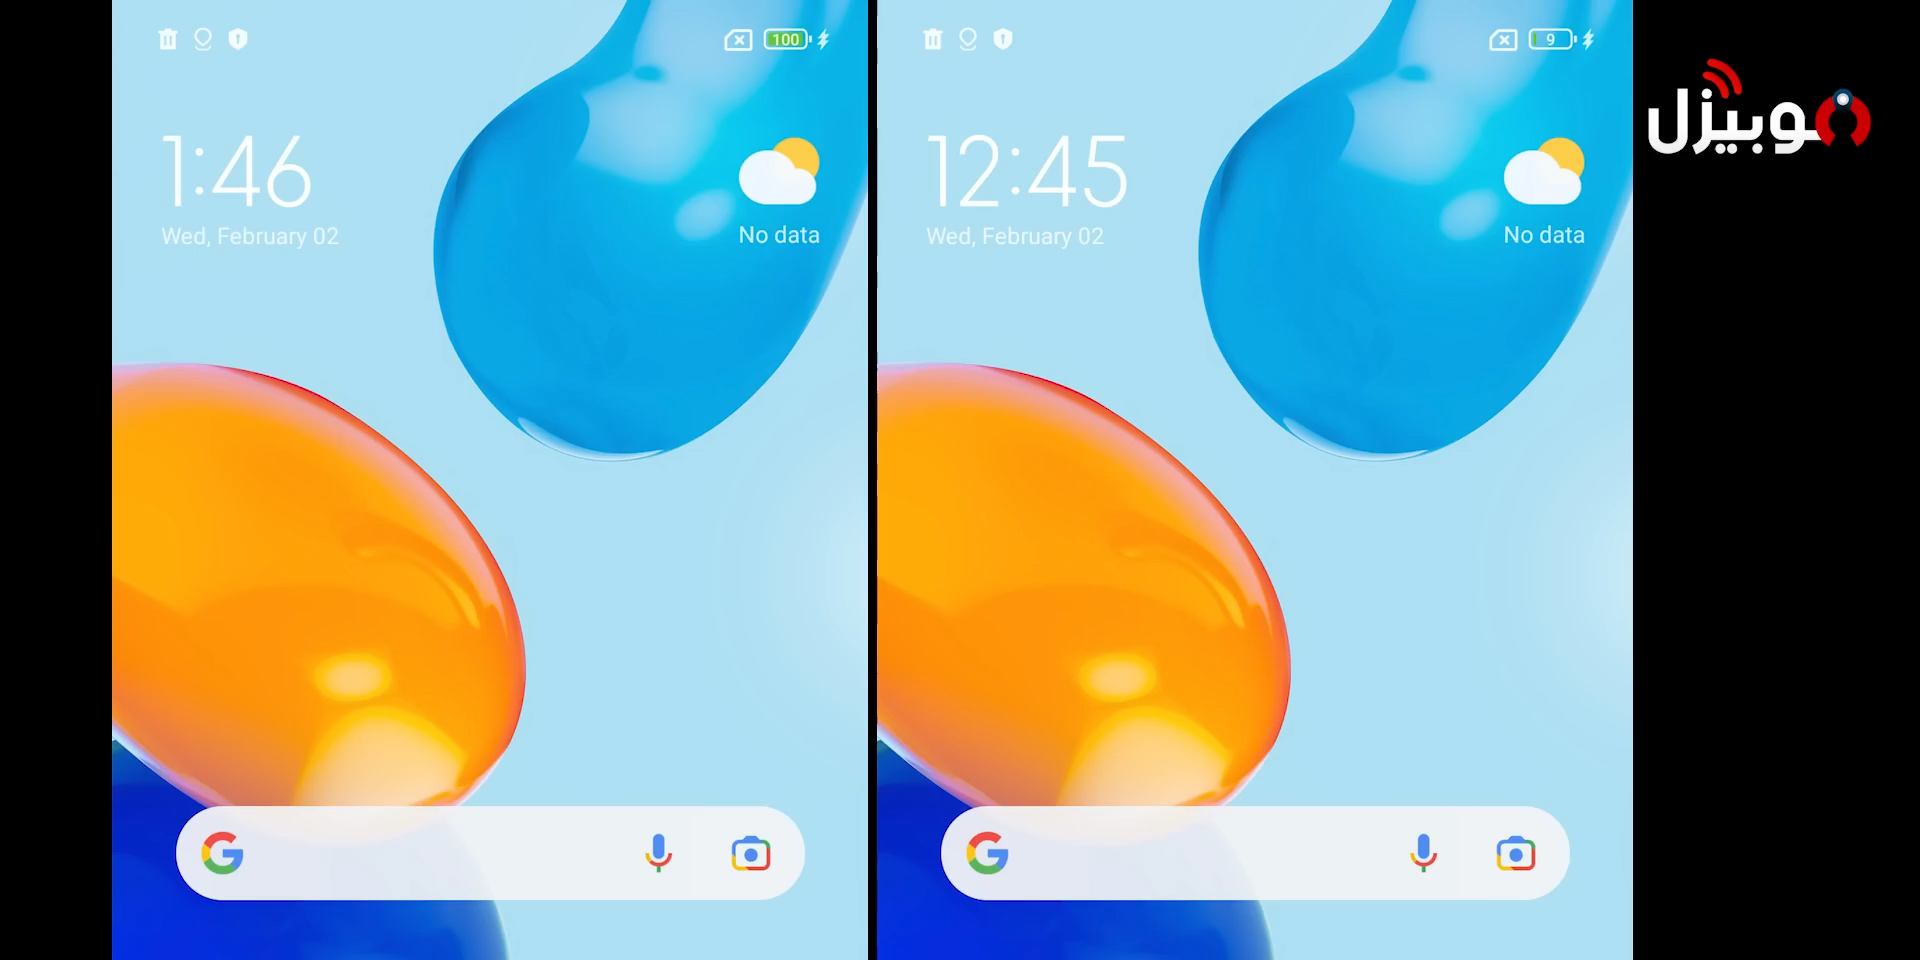 100
1:46
Wed, February 02
No data
9
12:45
Wed, February 02
No data
موبيزل